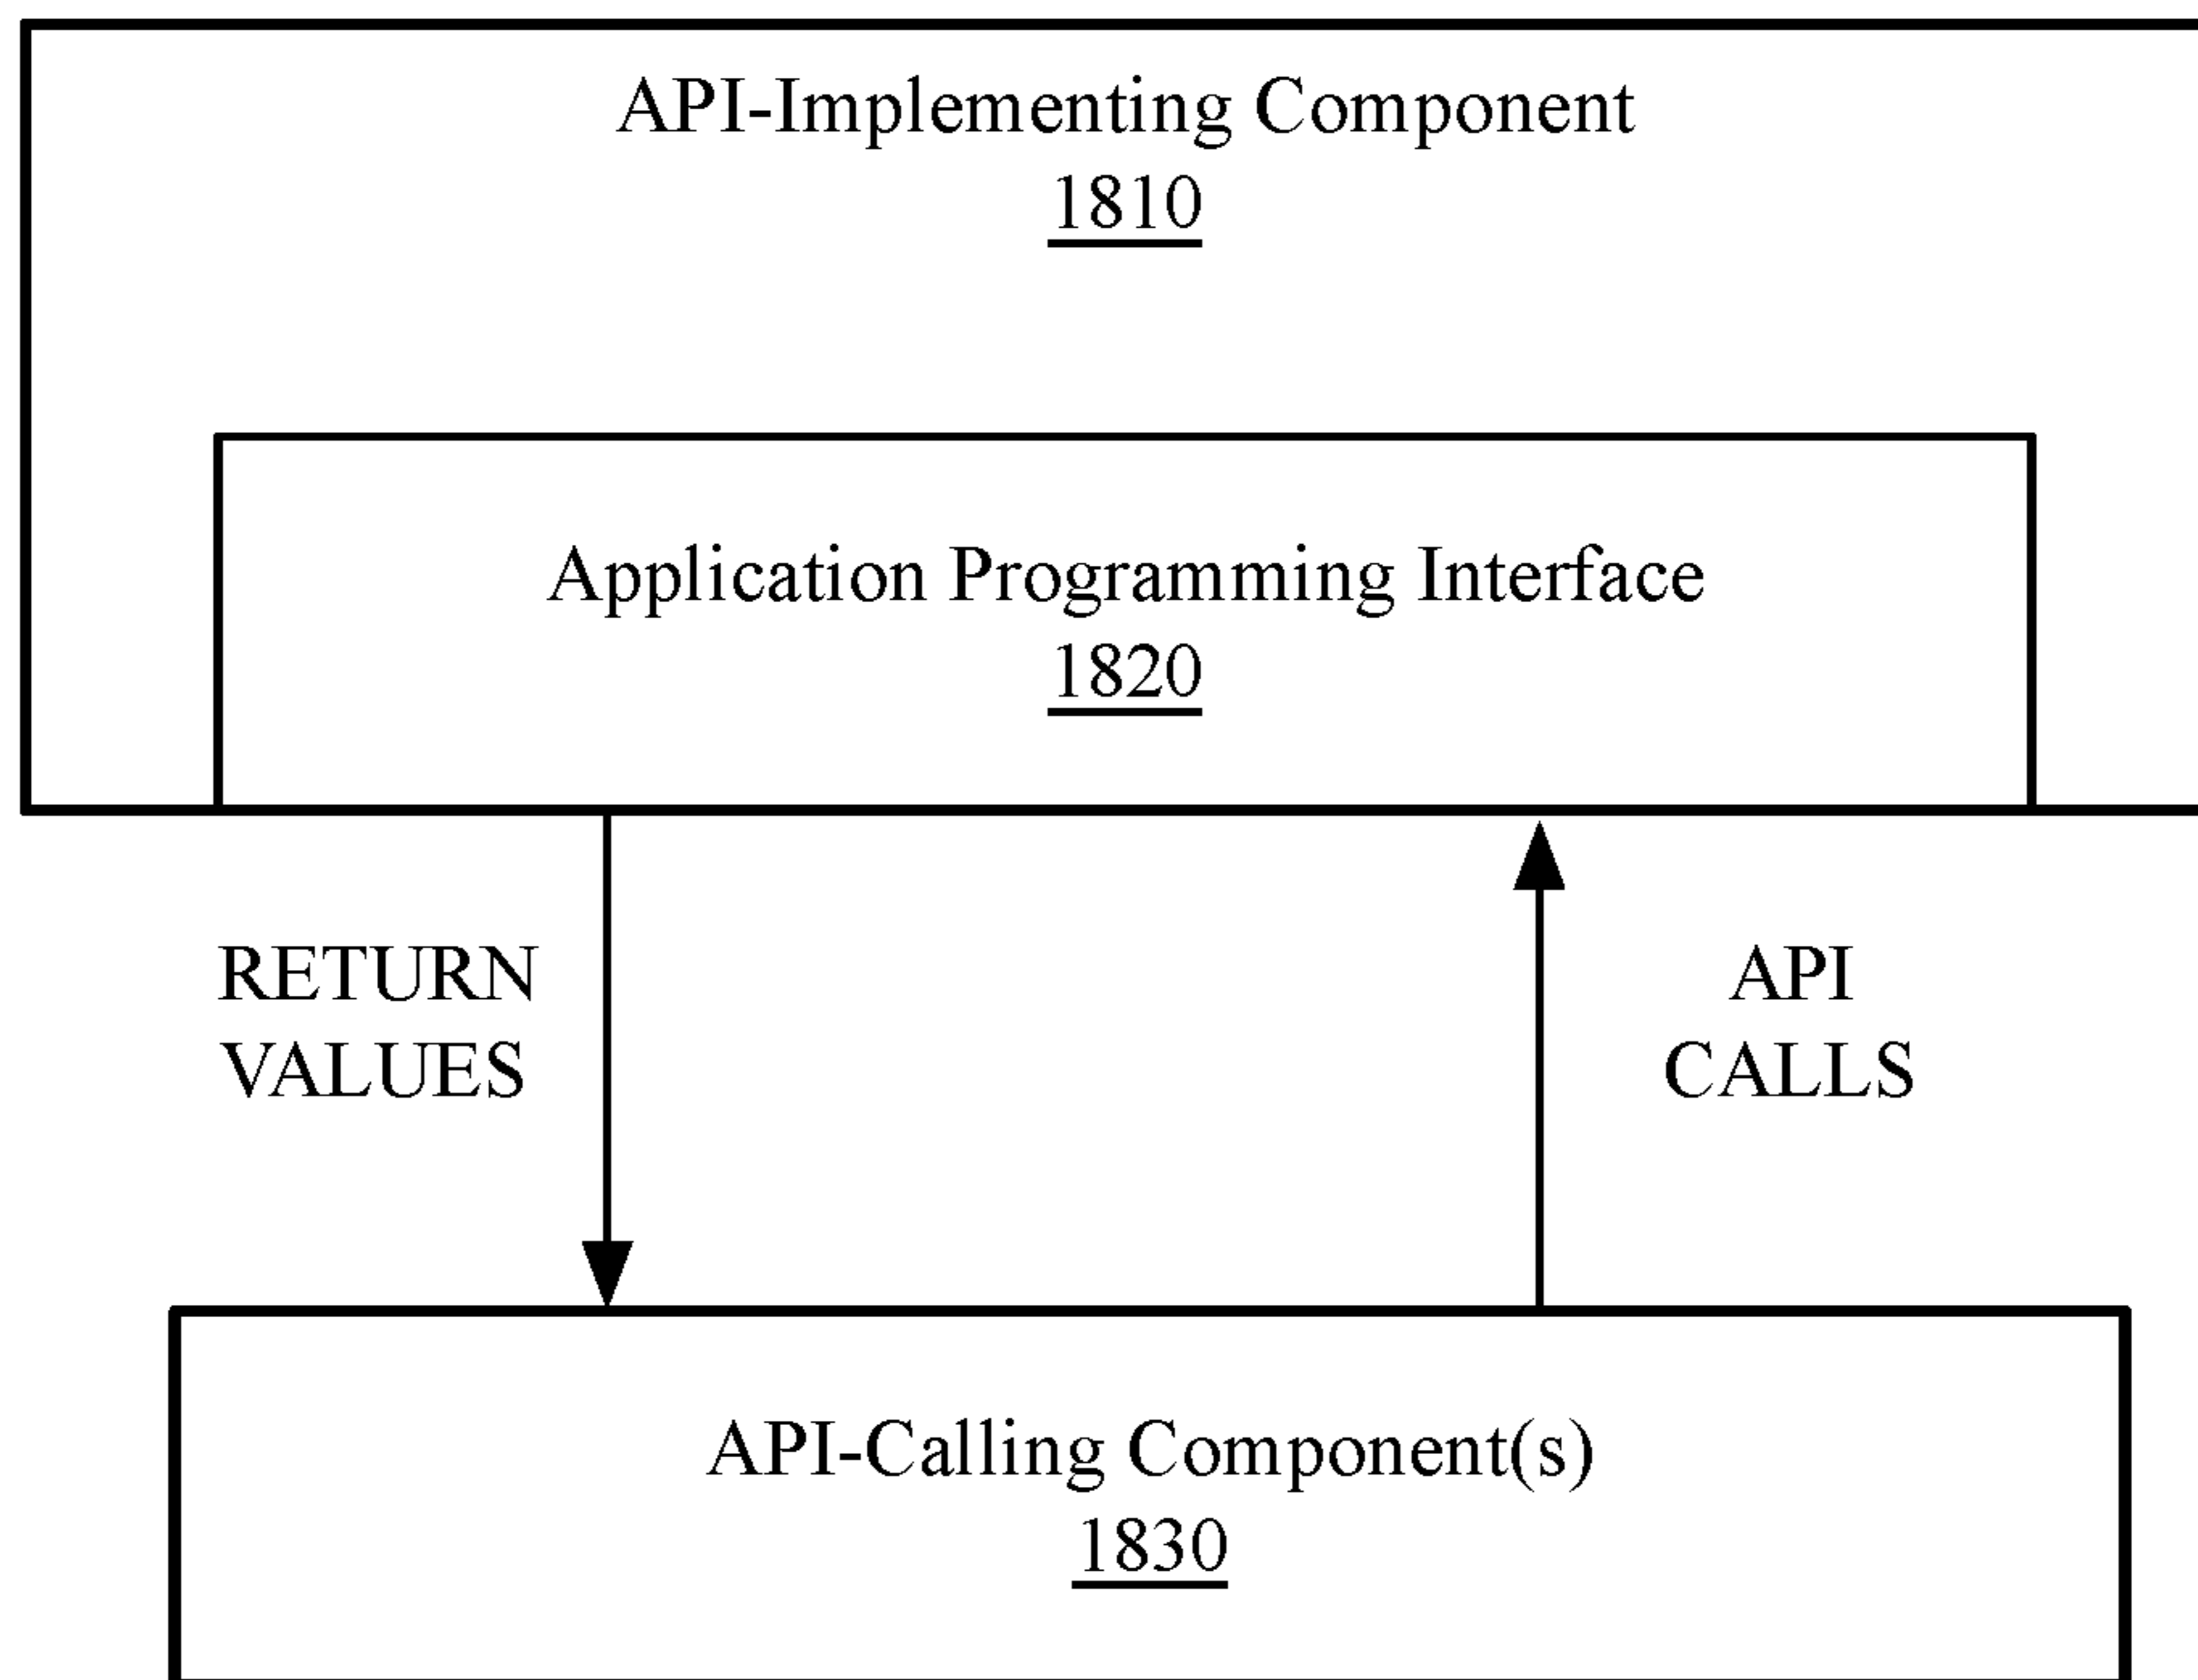 API-Implementing Component
1810
Application Programming Interface
1820
RETURN
VALUES
API
CALLS
API-Calling Component(s)
1830